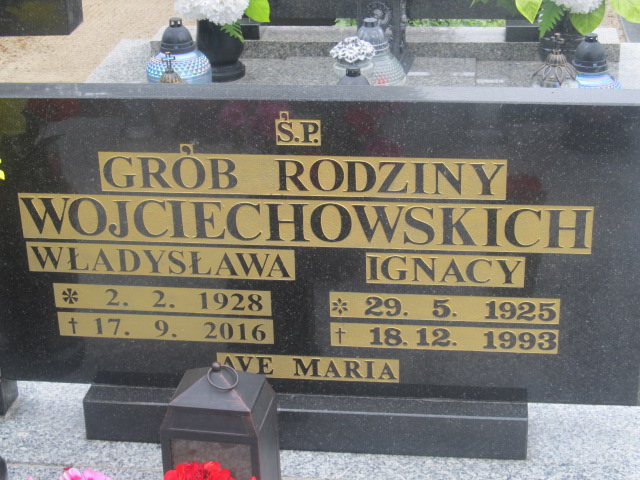 Ś.P.
GRÓB RODZINY
WOJCIECHOWSKICH
WŁADYSŁAWA IGNACY
* 2. 2. 1928 * 29. 5. 1925
† 17. 9. 2016 † 18.12. 1993
AVE MARIA